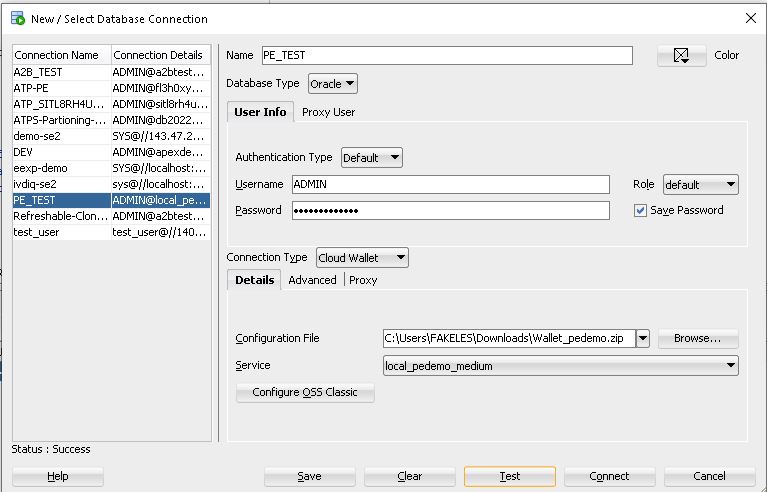 New / Select Database Connection
Connection Name Connection Details
A2B_TEST ADMIN@a2btest...
ATP-PE ADMIN@fl3h0xy...
ATP_SITL8RH4U... ADMIN@sitl8rh4u...
ATPS-Partioning-... ADMIN@db2022...
demo-se2 SYS@//143.47.2...
DEV ADMIN@apexde...
eexp-demo SYS@//localhost:...
ivdiq-se2 sys@//localhost:...
PE_TEST ADMIN@local_pe...
Refreshable-Clon... ADMIN@a2btest...
test_user test_user@//140...
Status : Success
Name PE_TEST Color
Database Type Oracle
User Info Proxy User
Authentication Type Default
Username ADMIN Role default
Password ••••••••••••• Save Password
Connection Type Cloud Wallet
Details Advanced Proxy
Configuration File C:\Users\FAKELES\Downloads\Wallet_pedemo.zip Browse...
Service local_pedemo_medium
Configure OSS Classic
Help Save Clear Test Connect Cancel